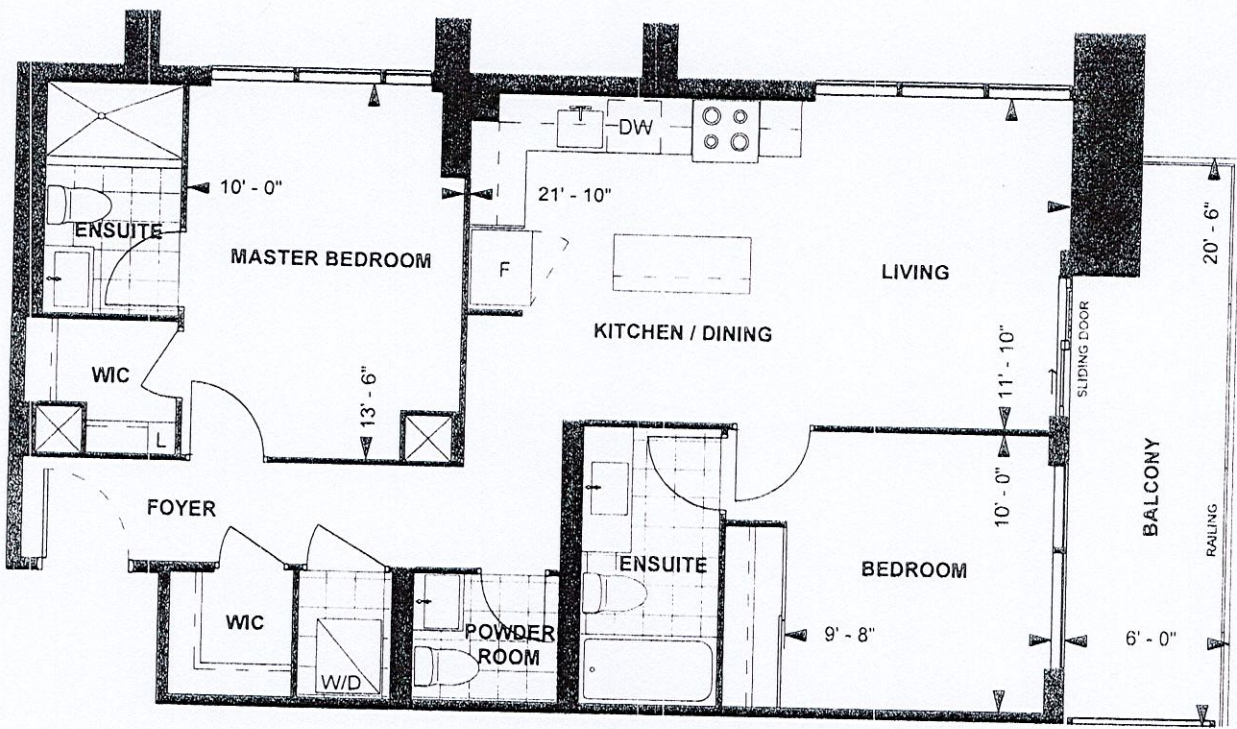 DW
10' - 0"
21' - 10"
20' - 6"
ENSUITE
MASTER BEDROOM
F
LIVING
KITCHEN / DINING
SLIDING DOOR
WIC
13' - 6"
11' - 10"
L
BALCONY
10' - 0"
FOYER
RAILING
ENSUITE
BEDROOM
WIC
POWDER
ROOM
9' - 8"
6' - 0"
W/D